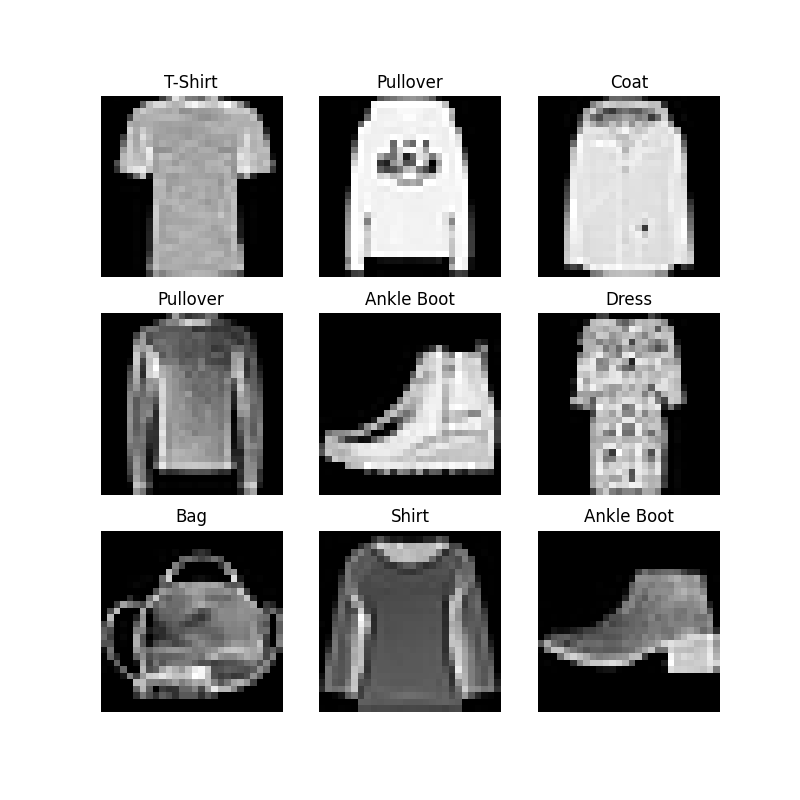 T-Shirt
Pullover
Coat
Pullover
Ankle Boot
Dress
Bag
Shirt
Ankle Boot